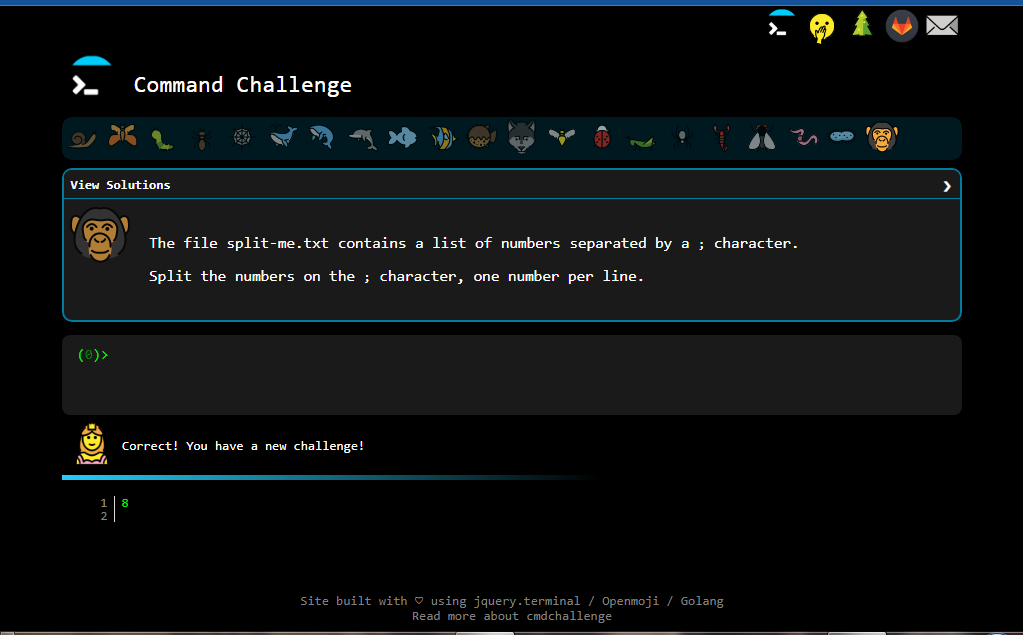 Command Challenge
View Solutions
The file split-me.txt contains a list of numbers separated by a ; character.
Split the numbers on the ; character, one number per line.
(0)>
Correct! You have a new challenge!
1 8
2
Site built with ♡ using jquery.terminal / Openmoji / Golang
Read more about cmdchallenge